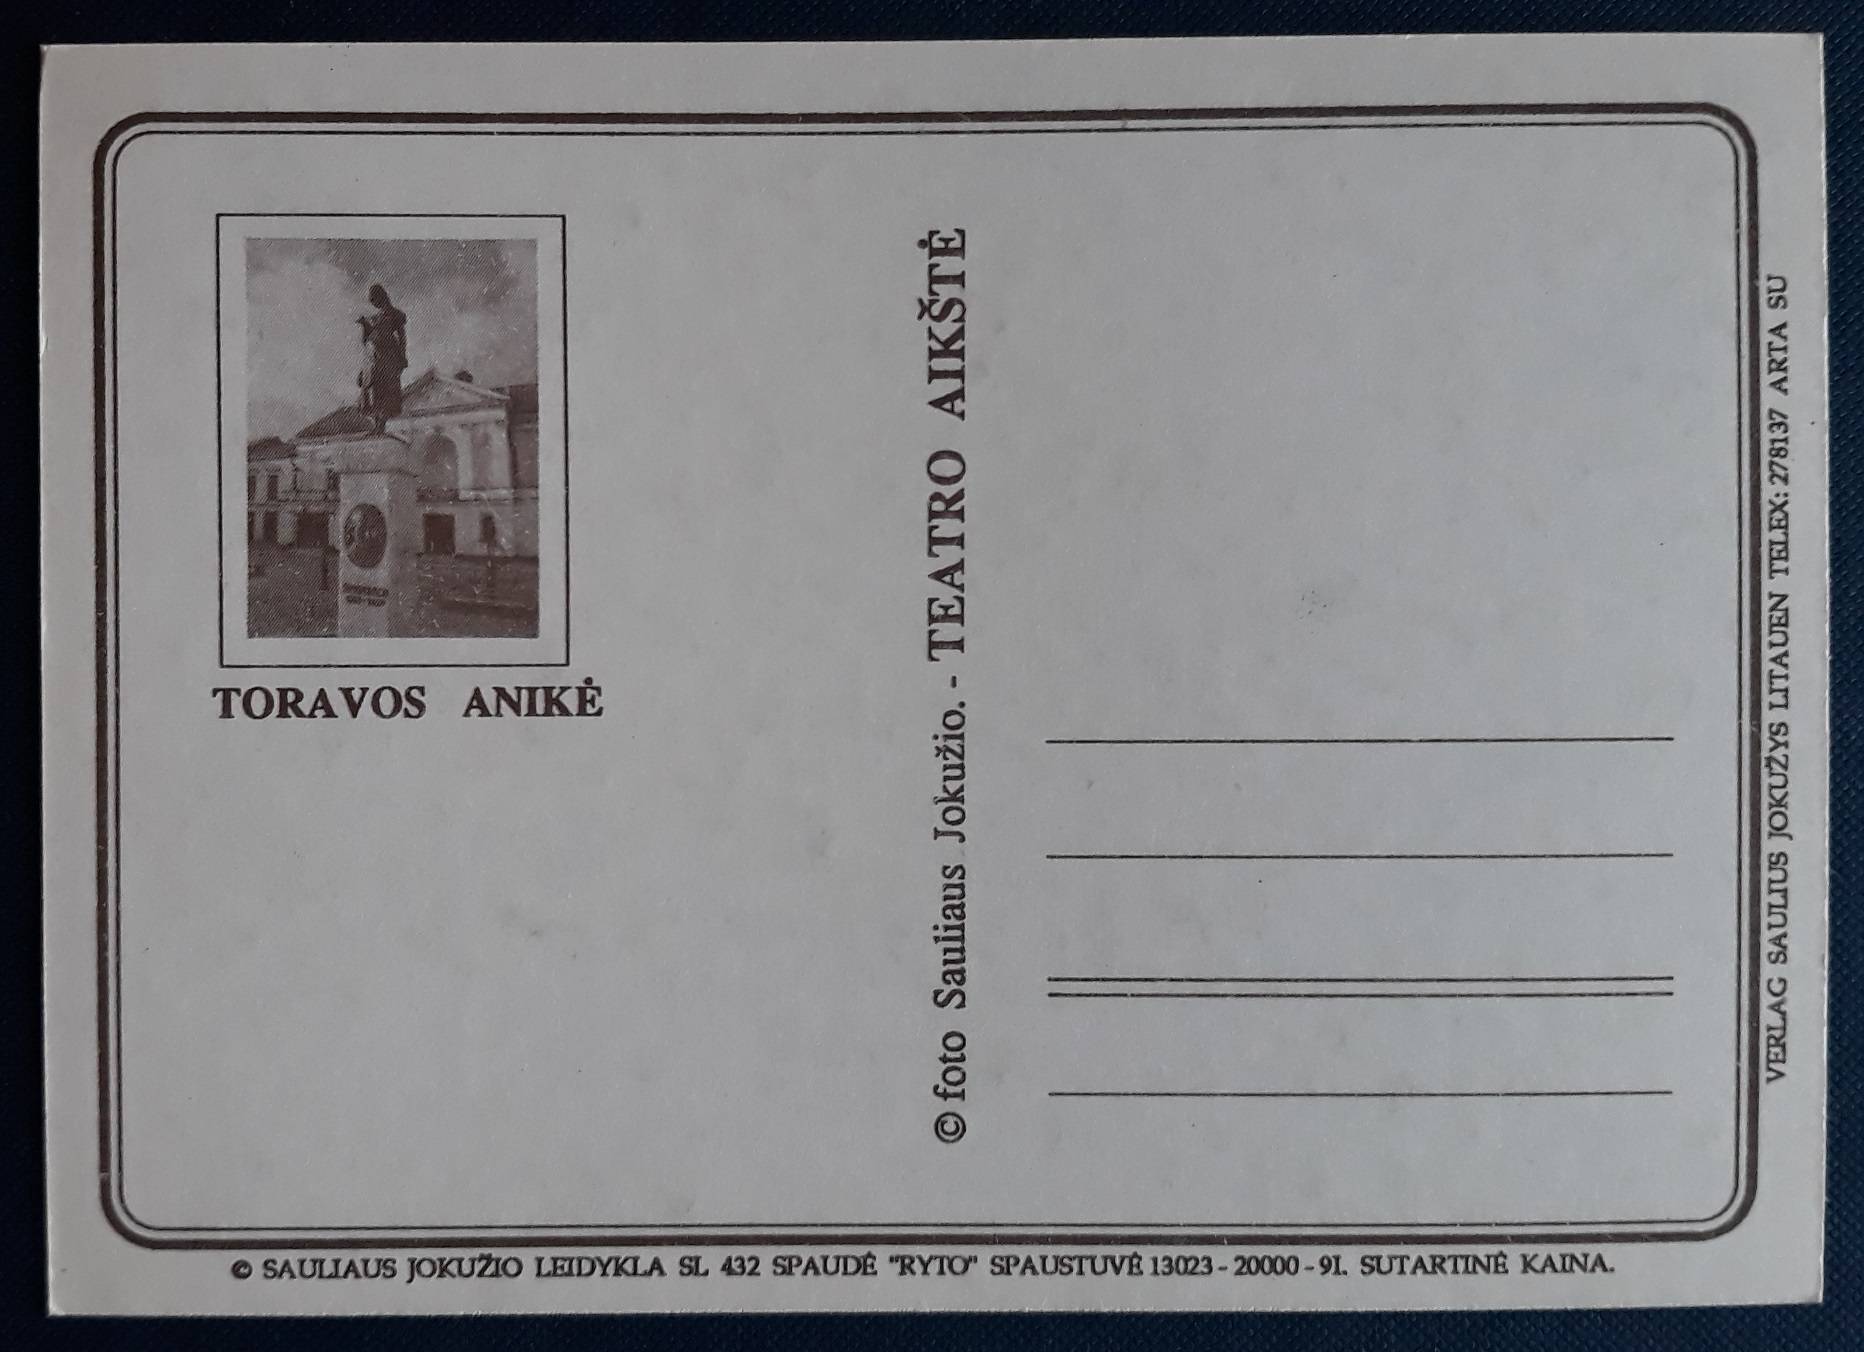 TORAVOS ANIKĖ
© foto Sauliaus Jokužio. - TEATRO AIKŠTĖ
VERLAG SAULIUS JOKUŽYS LITAUEN TELEX: 278137 ARTA SU
© SAULIAUS JOKUŽIO LEIDYKLA SL 432 SPAUDĖ "RYTO" SPAUSTUVĖ 13023 - 20000 - 91. SUTARTINĖ KAINA.